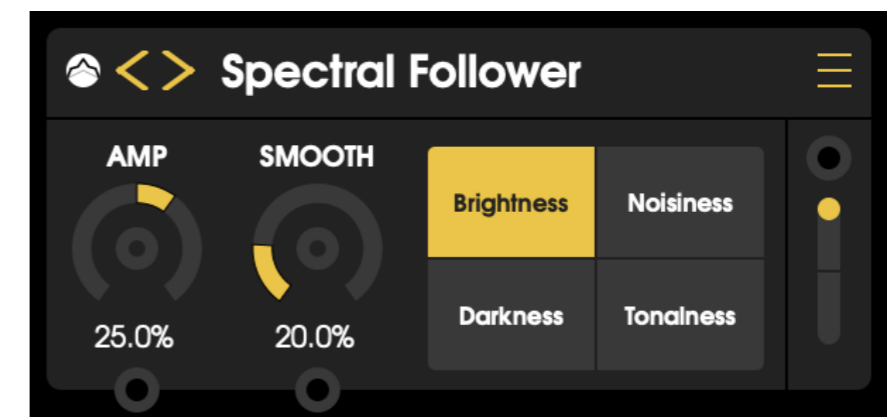 Spectral Follower
AMP SMOOTH
Brightness Noisiness
Darkness Tonalness
25.0% 20.0%